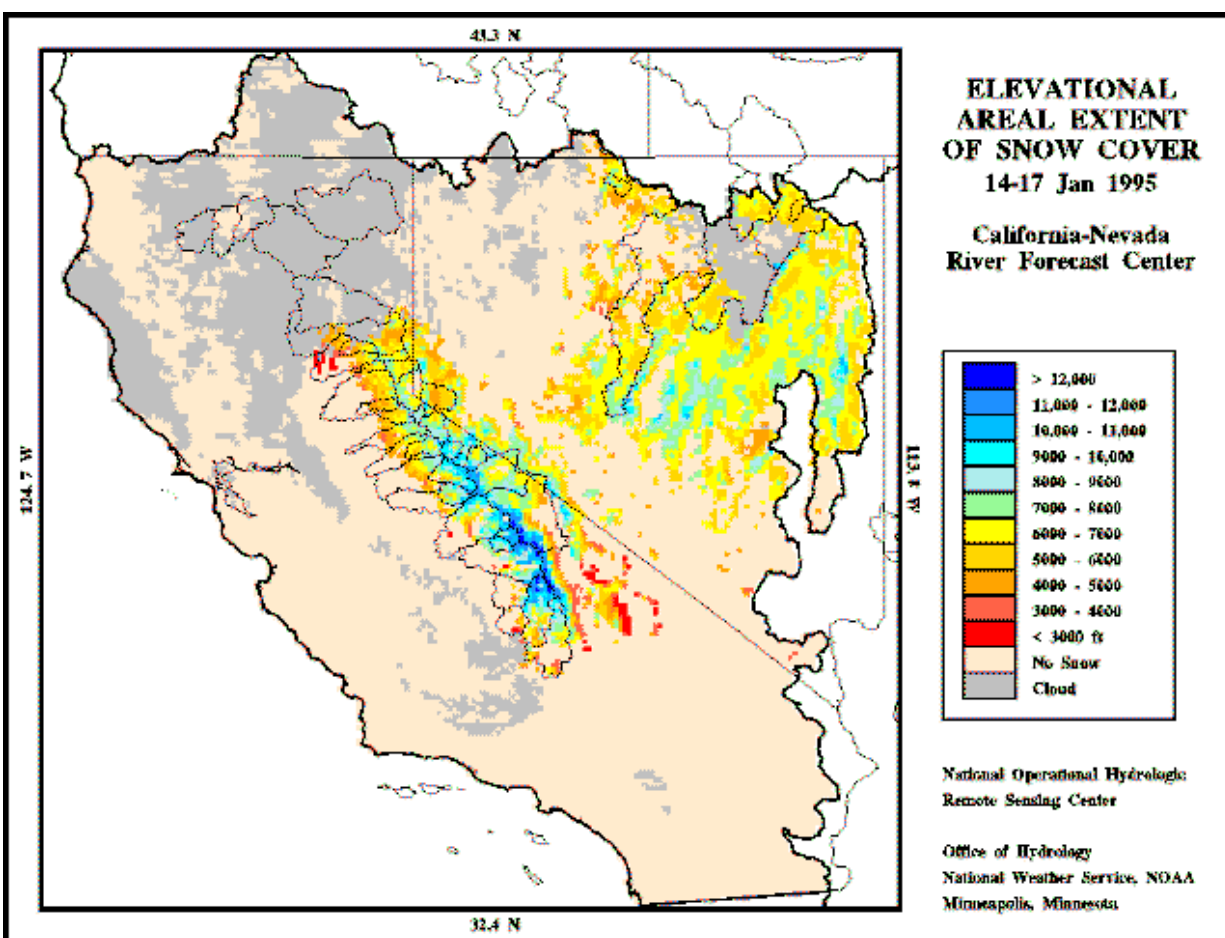 43.3 N
ELEVATIONAL
AREAL EXTENT
OF SNOW COVER
14-17 Jan 1995
California-Nevada
River Forecast Center
> 12,000
11,000 - 12,000
10,000 - 11,000
9000 - 10,000
8000 - 9000
7000 - 8000
6000 - 7000
5000 - 6000
4000 - 5000
3000 - 4000
< 3000 ft
No Snow
Cloud
124.7 W
113.8 W
National Operational Hydrologic
Remote Sensing Center
Office of Hydrology
National Weather Service, NOAA
Minneapolis, Minnesota
32.4 N